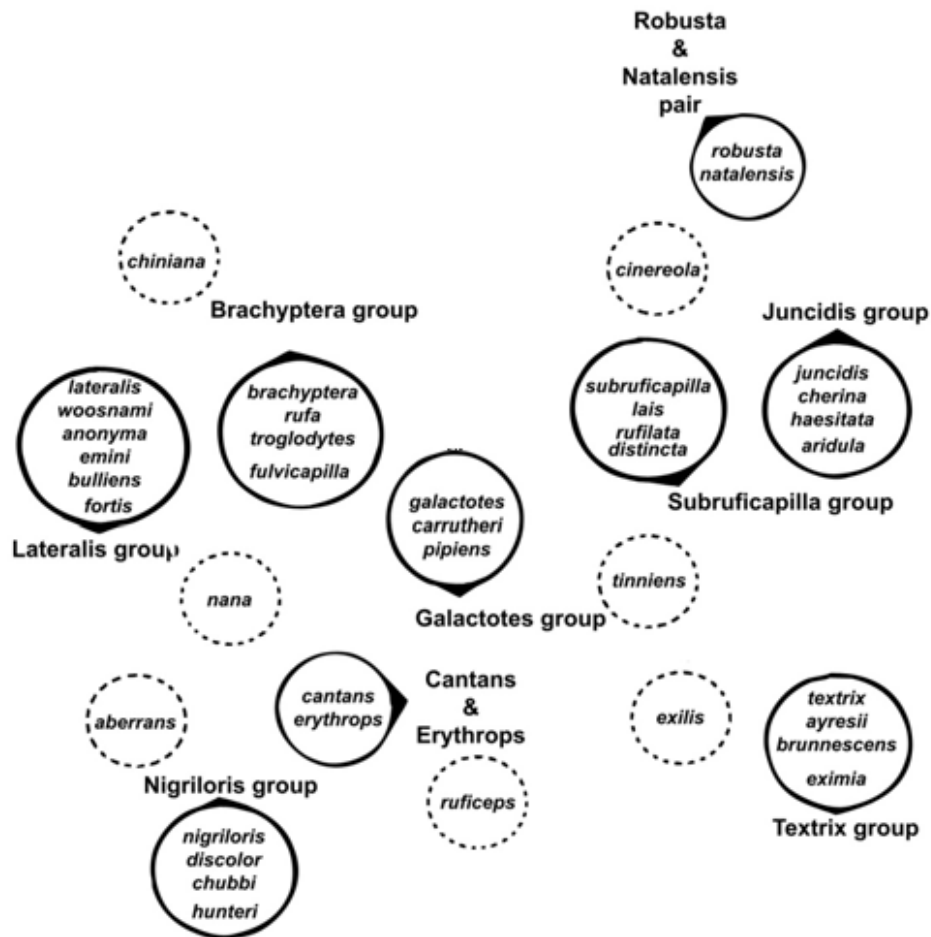 Robusta
&
Natalensis
pair
robusta
natalensis
chiniana
cinereola
Brachyptera group
Juncidis group
lateralis
woosnami
anonyma
emini
bulliens
fortis
Lateralis group
brachyptera
rufa
troglodytes
fulvicapilla
subruficapilla
lais
rufilata
distincta
Subruficapilla group
juncidis
cherina
haesitata
aridula
galactotes
carrutheri
pipiens
Galactotes group
nana
tinniens
cantans
erythrops
Cantans
&
Erythrops
aberrans
exilis
textrix
ayresii
brunnescens
eximia
Textrix group
Nigriloris group
ruficeps
nigriloris
discolor
chubbi
hunteri